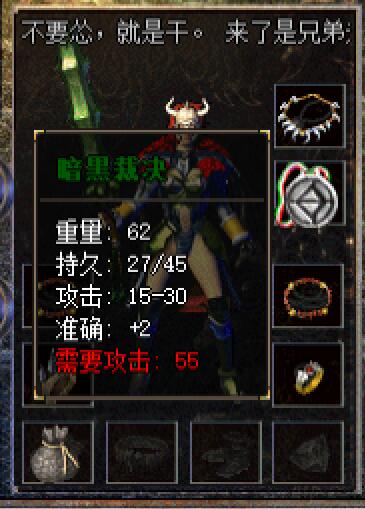 不要怂，就是干。 来了是兄弟
暗黑裁决
重量: 62
持久: 27/45
攻击: 15-30
准确: +2
需要攻击: 55